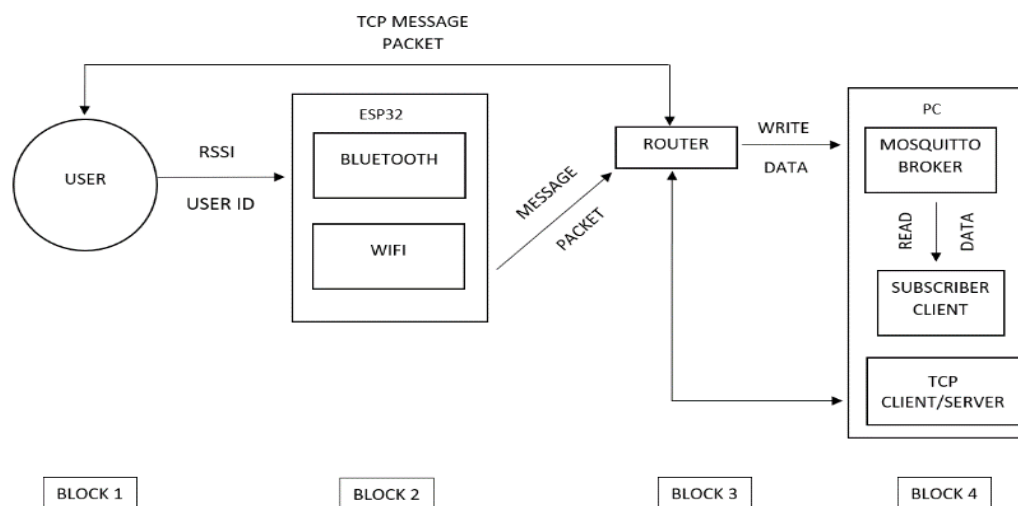 TCP MESSAGE
PACKET
USER
RSSI
USER ID
ESP32
BLUETOOTH
WIFI
MESSAGE
PACKET
ROUTER
WRITE
DATA
PC
MOSQUITTO
BROKER
READ
DATA
SUBSCRIBER
CLIENT
TCP
CLIENT/SERVER
BLOCK 1
BLOCK 2
BLOCK 3
BLOCK 4